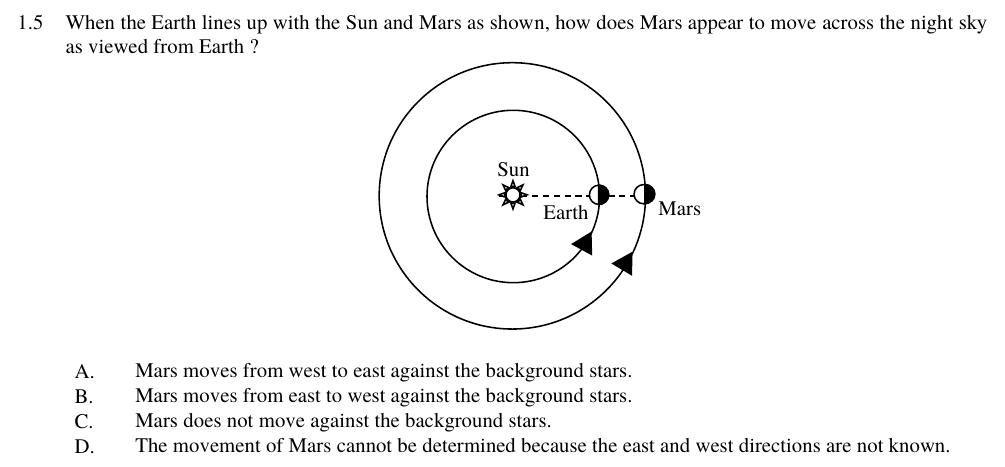 1.5 When the Earth lines up with the Sun and Mars as shown, how does Mars appear to move across the night sky
as viewed from Earth ?
Sun
Earth
Mars
A. Mars moves from west to east against the background stars.
B. Mars moves from east to west against the background stars.
C. Mars does not move against the background stars.
D. The movement of Mars cannot be determined because the east and west directions are not known.